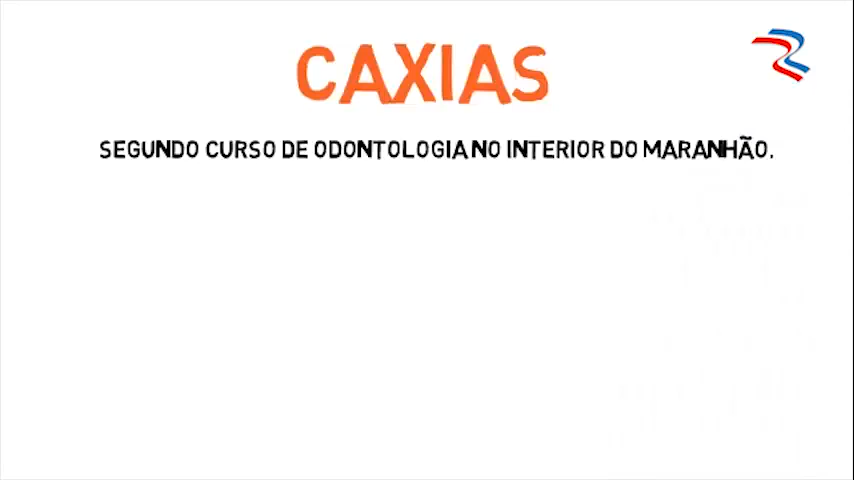 CAXIAS
SEGUNDO CURSO DE ODONTOLOGIA NO INTERIOR DO MARANHÃO.